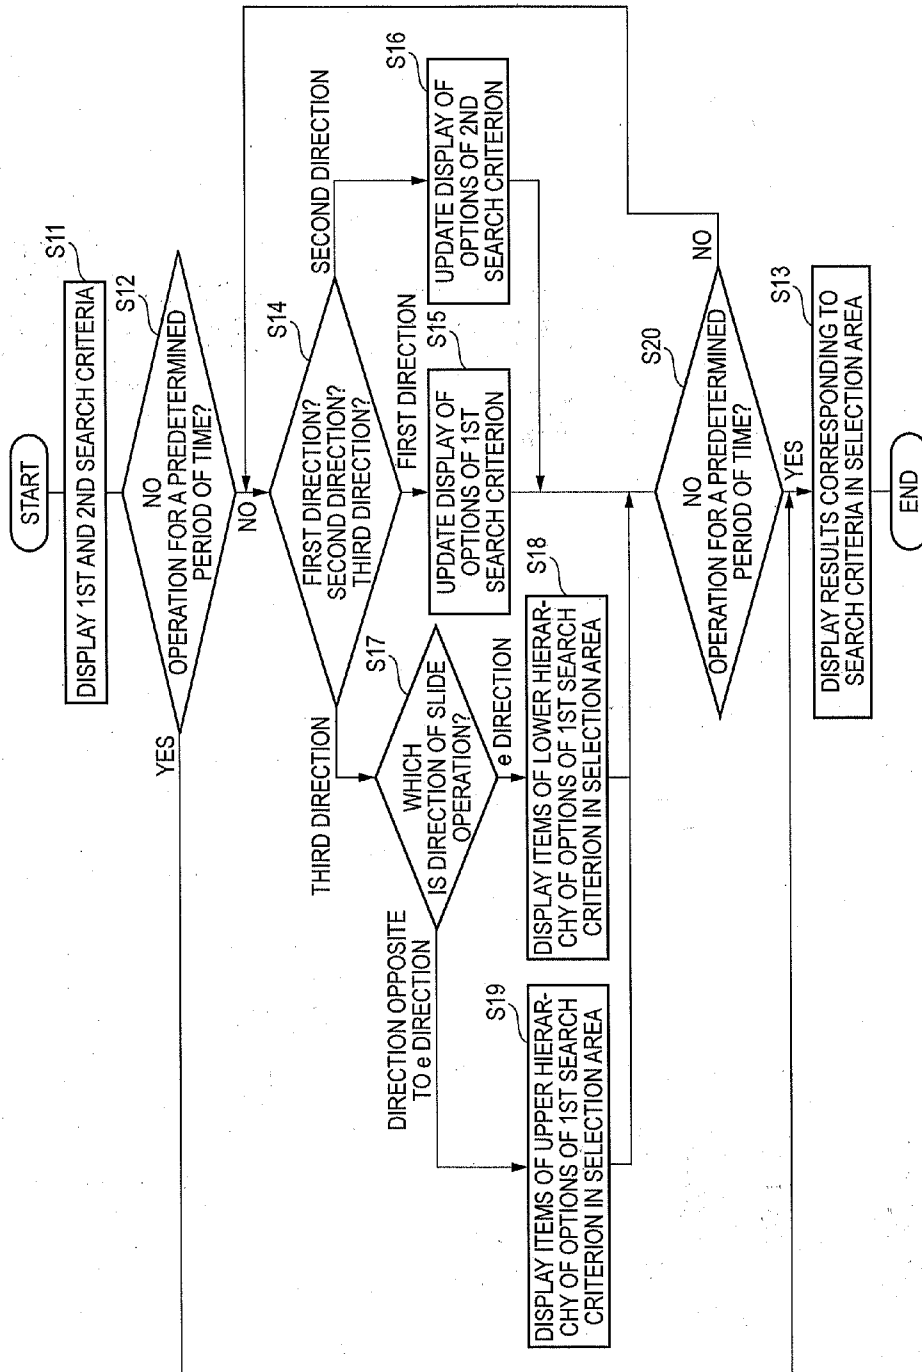 START
S11
DISPLAY 1ST AND 2ND SEARCH CRITERIA
S12
NO
OPERATION FOR A PREDETERMINED
PERIOD OF TIME?
YES
NO
S14
FIRST DIRECTION?
SECOND DIRECTION?
THIRD DIRECTION?
THIRD DIRECTION
FIRST DIRECTION
SECOND DIRECTION
S17
WHICH
IS DIRECTION OF SLIDE
OPERATION?
DIRECTION OPPOSITE
TO e DIRECTION
e DIRECTION
S15
UPDATE DISPLAY OF
OPTIONS OF 1ST
SEARCH CRITERION
S16
UPDATE DISPLAY OF
OPTIONS OF 2ND
SEARCH CRITERION
S19
DISPLAY ITEMS OF UPPER HIERAR-
CHY OF OPTIONS OF 1ST SEARCH
CRITERION IN SELECTION AREA
S18
DISPLAY ITEMS OF LOWER HIERAR-
CHY OF OPTIONS OF 1ST SEARCH
CRITERION IN SELECTION AREA
S20
NO
OPERATION FOR A PREDETERMINED
PERIOD OF TIME?
NO
YES
S13
DISPLAY RESULTS CORRESPONDING TO
SEARCH CRITERIA IN SELECTION AREA
END